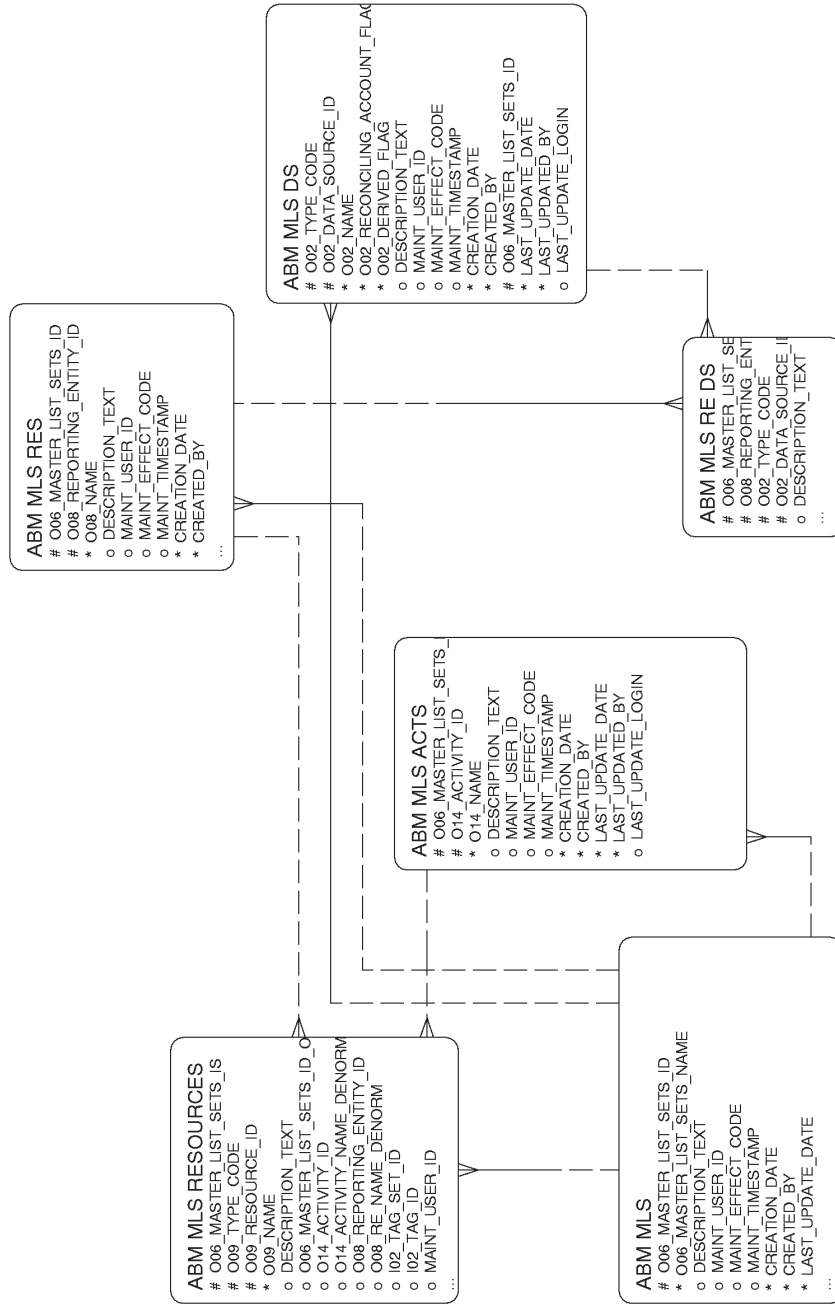 ABM MLS RESOURCES
# O06_MASTER_LIST_SETS_IS
# O09_TYPE_CODE
# O09_RESOURCE_ID
* O09_NAME
o DESCRIPTION_TEXT
o O06_MASTER_LIST_SETS_ID_O
o O14_ACTIVITY_ID
o O14_ACTIVITY_NAME_DENORM
o O08_REPORTING_ENTITY_ID
o O08_RE_NAME_DENORM
o I02_TAG_SET_ID
o I02_TAG_ID
o MAINT_USER_ID
...
ABM MLS RES
# O06_MASTER_LIST_SETS_ID
# O08_REPORTING_ENTITY_ID
* O08_NAME
o DESCRIPTION_TEXT
o MAINT_USER_ID
o MAINT_EFFECT_CODE
o MAINT_TIMESTAMP
* CREATION_DATE
* CREATED_BY
...
ABM MLS DS
# O02_TYPE_CODE
# O02_DATA_SOURCE_ID
* O02_NAME
* O02_RECONCILING_ACCOUNT_FLAG
* O02_DERIVED_FLAG
o DESCRIPTION_TEXT
o MAINT_USER_ID
o MAINT_EFFECT_CODE
o MAINT_TIMESTAMP
* CREATION_DATE
* CREATED_BY
# O06_MASTER_LIST_SETS_ID
* LAST_UPDATE_DATE
* LAST_UPDATED_BY
o LAST_UPDATE_LOGIN
ABM MLS ACTS
# O06_MASTER_LIST_SETS_
# O14_ACTIVITY_ID
* O14_NAME
o DESCRIPTION_TEXT
o MAINT_USER_ID
o MAINT_EFFECT_CODE
o MAINT_TIMESTAMP
* CREATION_DATE
* CREATED_BY
* LAST_UPDATE_DATE
* LAST_UPDATED_BY
o LAST_UPDATE_LOGIN
ABM MLS
# O06_MASTER_LIST_SETS_ID
* O06_MASTER_LIST_SETS_NAME
o DESCRIPTION_TEXT
o MAINT_USER_ID
o MAINT_EFFECT_CODE
o MAINT_TIMESTAMP
* CREATION_DATE
* CREATED_BY
* LAST_UPDATE_DATE
...
ABM MLS RE DS
# O06_MASTER_LIST_SE
# O08_REPORTING_ENT
# O02_TYPE_CODE
# O02_DATA_SOURCE_I
o DESCRIPTION_TEXT
...